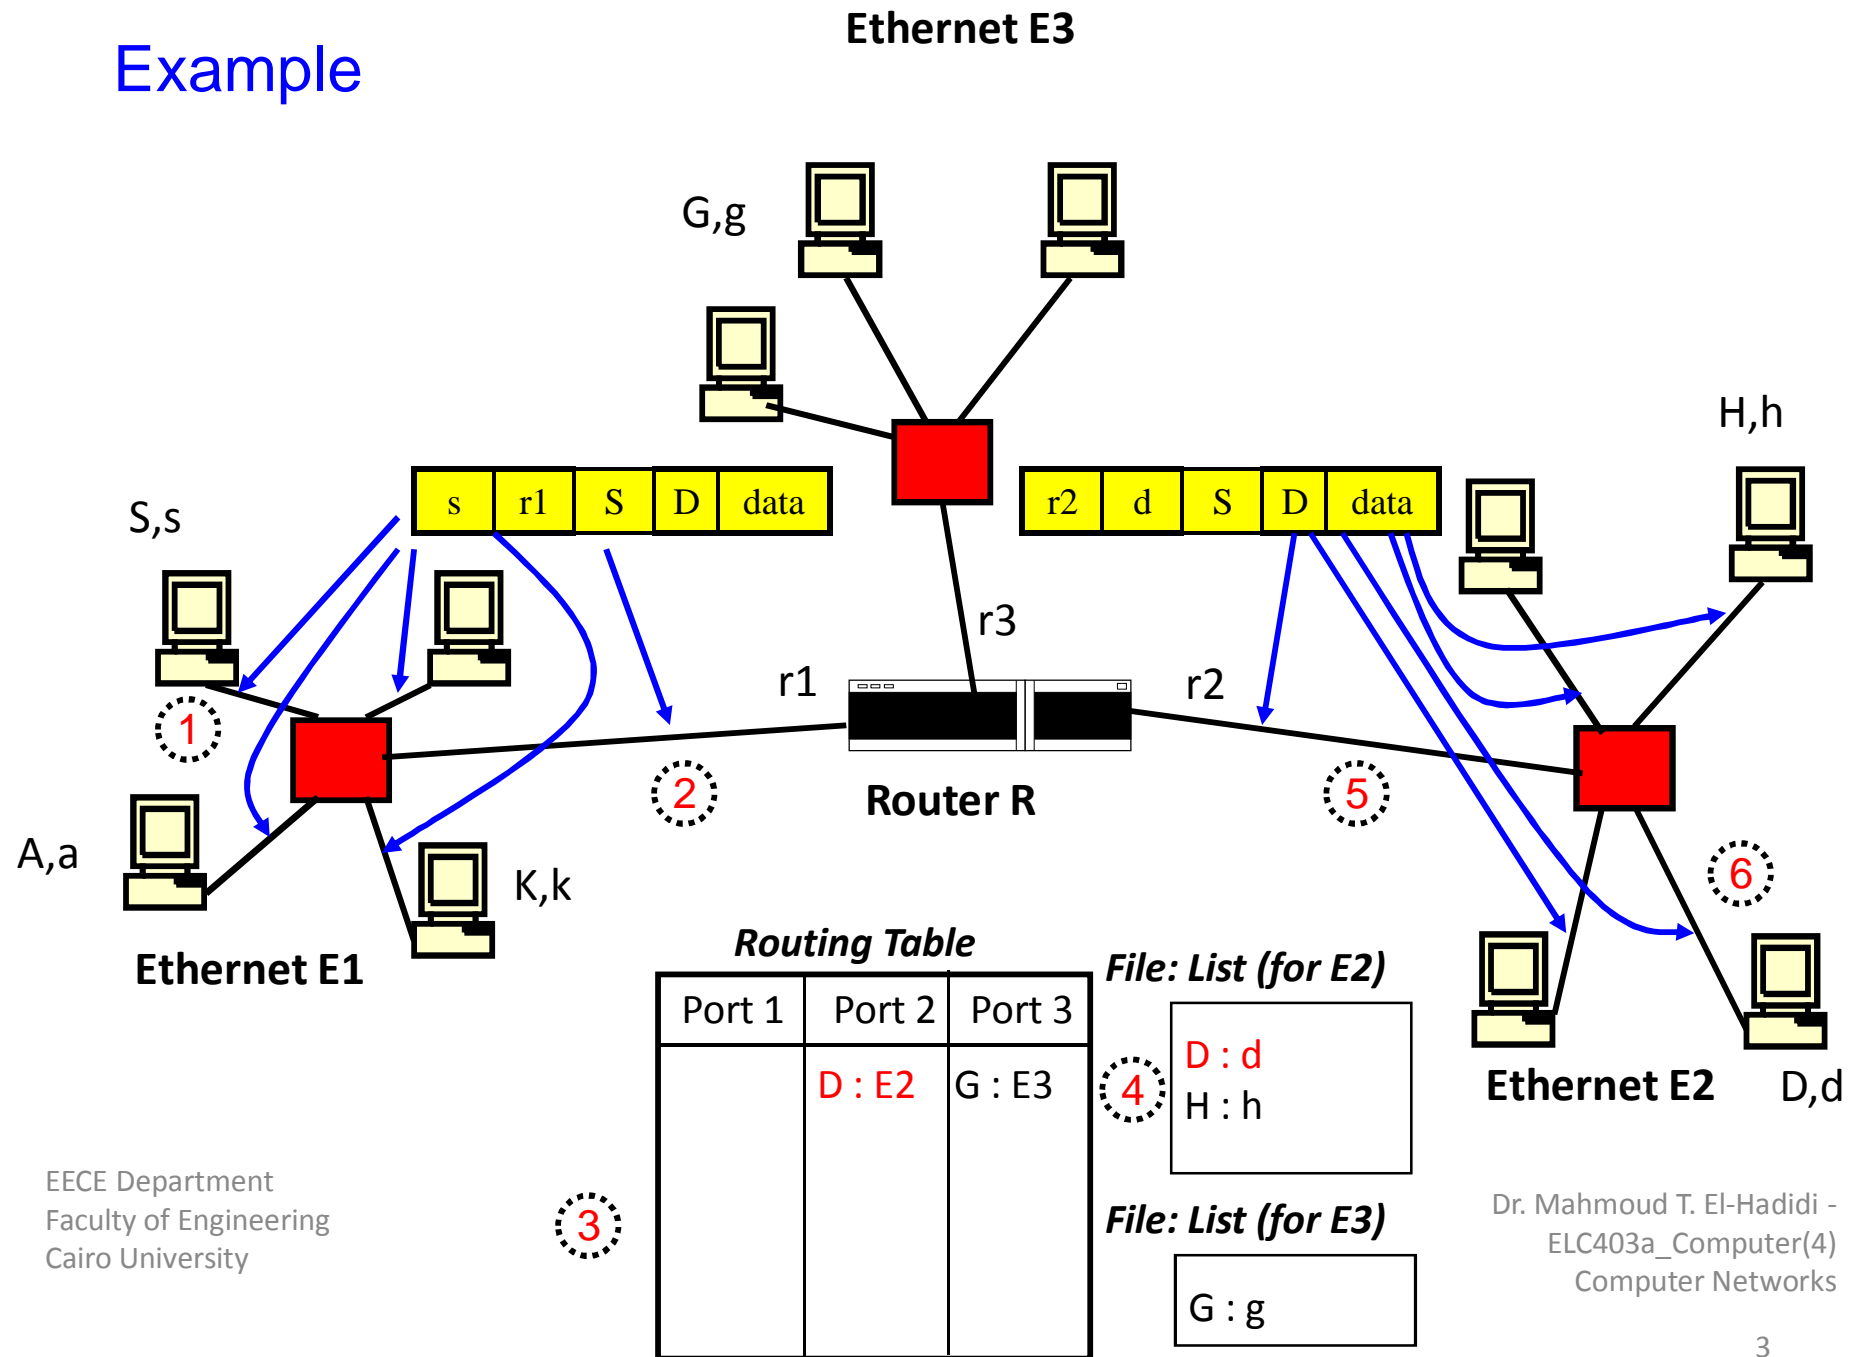 Ethernet E3
Example
G,g
H,h
S,s
s r1 S D data
r2 d S D data
r3
r1
r2
1
2
Router R
5
6
A,a
K,k
Ethernet E1
Routing Table
File: List (for E2)
Port 1 Port 2 Port 3
D : E2 G : E3
4
D : d
H : h
Ethernet E2
D,d
3
File: List (for E3)
G : g
EECE Department
Faculty of Engineering
Cairo University
Dr. Mahmoud T. El-Hadidi -
ELC403a_Computer(4)
Computer Networks
3